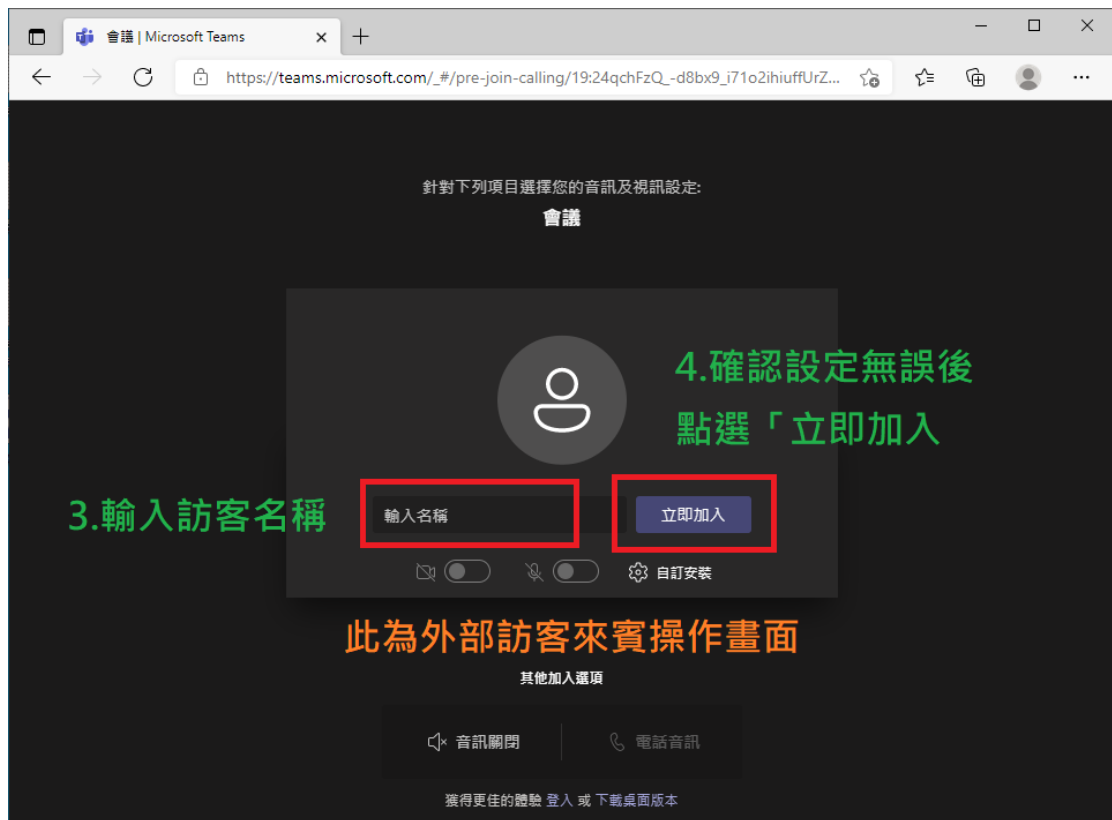 會議 | Microsoft Teams
https://teams.microsoft.com/_#/pre-join-calling/19:24qchFzQ_-d8bx9_i71o2ihiuffUrZ...
針對下列項目選擇您的音訊及視訊設定:
會議
4.確認設定無誤後
點選「立即加入
3.輸入訪客名稱
輸入名稱
立即加入
自訂安裝
此為外部訪客來賓操作畫面
其他加入選項
音訊關閉
電話音訊
獲得更佳的體驗 登入 或 下載桌面版本